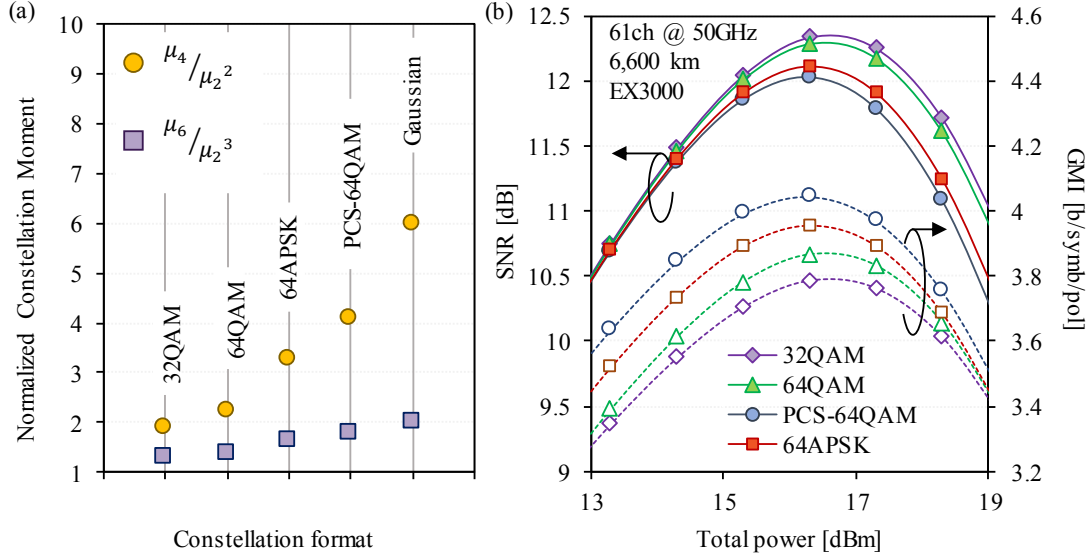 (a)
10
9
8
7
6
5
4
3
2
1
Normalized Constellation Moment
μ₄/μ₂²
μ₆/μ₂³
32QAM
64QAM
64APSK
PCS-64QAM
Gaussian
Constellation format
(b)
12.5
12
11.5
11
10.5
10
9.5
9
SNR [dB]
61ch @ 50GHz
6,600 km
EX3000
32QAM
64QAM
PCS-64QAM
64APSK
4.6
4.4
4.2
4
3.8
3.6
3.4
3.2
GMI [b/symb/pol]
13
15
17
19
Total power [dBm]